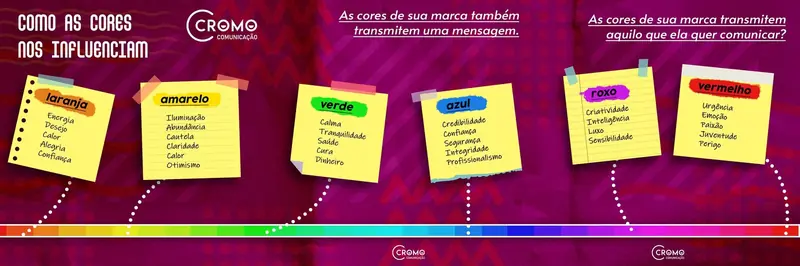 COMO AS CORES
NOS INFLUENCIAM
CROMO
COMUNICAÇÃO
As cores de sua marca também
transmitem uma mensagem.
As cores de sua marca transmitem
aquilo que ela quer comunicar?
laranja
Energia
Desejo
Calor
Alegria
Confiança
amarelo
Iluminação
Abundância
Cautela
Claridade
Calor
Otimismo
verde
Calma
Tranquilidade
Saúde
Cura
Dinheiro
azul
Credibilidade
Confiança
Segurança
Integridade
Profissionalismo
roxo
Criatividade
Inteligência
Luxo
Sensibilidade
vermelho
Urgência
Emoção
Paixão
Juventude
Perigo
CROMO
COMUNICAÇÃO
CROMO
COMUNICAÇÃO